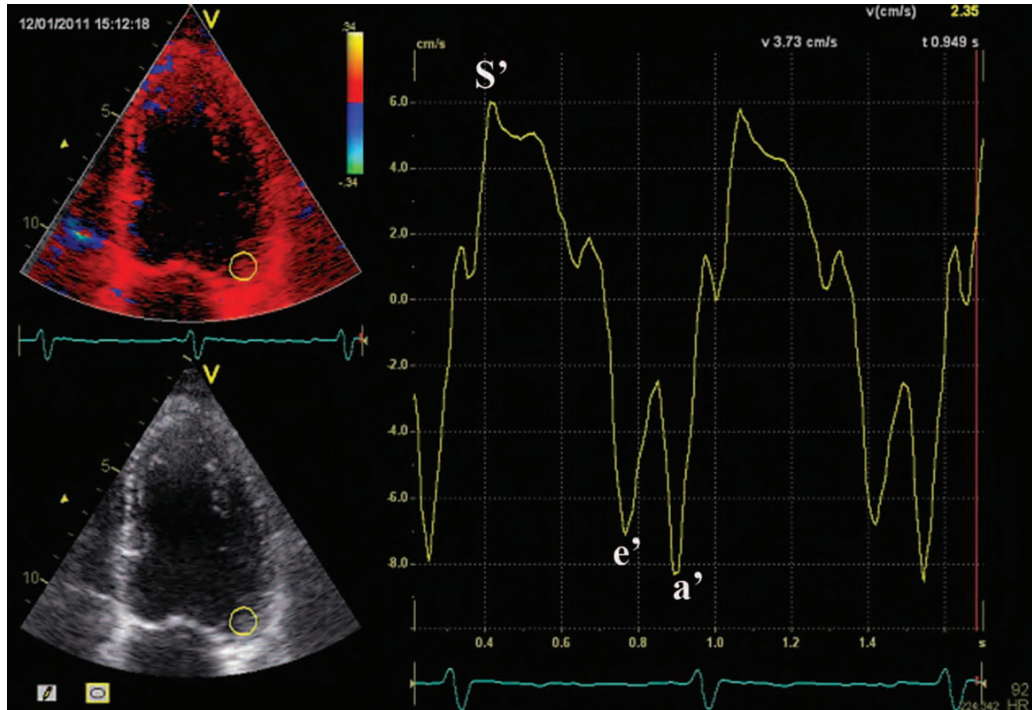 12/01/2011 15:12:18
V
.34
-.34
5
10
V
5
10
v(cm/s) 2.35
cm/s
v 3.73 cm/s t 0.949 s
S’
6.0
4.0
2.0
0.0
-2.0
-4.0
-6.0
-8.0
e’
a’
0.4 0.6 0.8 1.0 1.2 1.4 s
92
HR